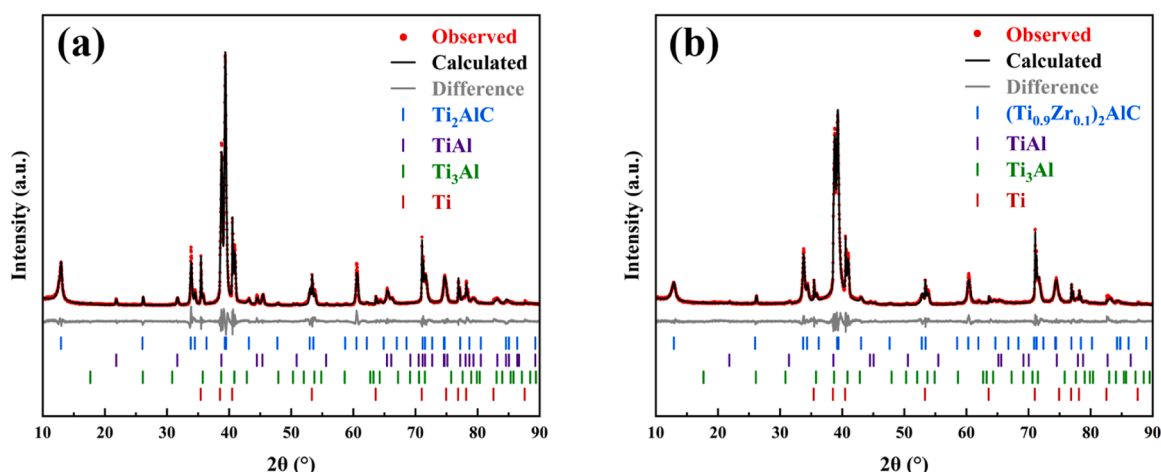 (a)
Observed
Calculated
Difference
Ti₂AlC
TiAl
Ti₃Al
Ti
Intensity (a.u.)
10 20 30 40 50 60 70 80 90
2θ (°)
(b)
Observed
Calculated
Difference
(Ti₀.₉Zr₀.₁)₂AlC
TiAl
Ti₃Al
Ti
Intensity (a.u.)
10 20 30 40 50 60 70 80 90
2θ (°)